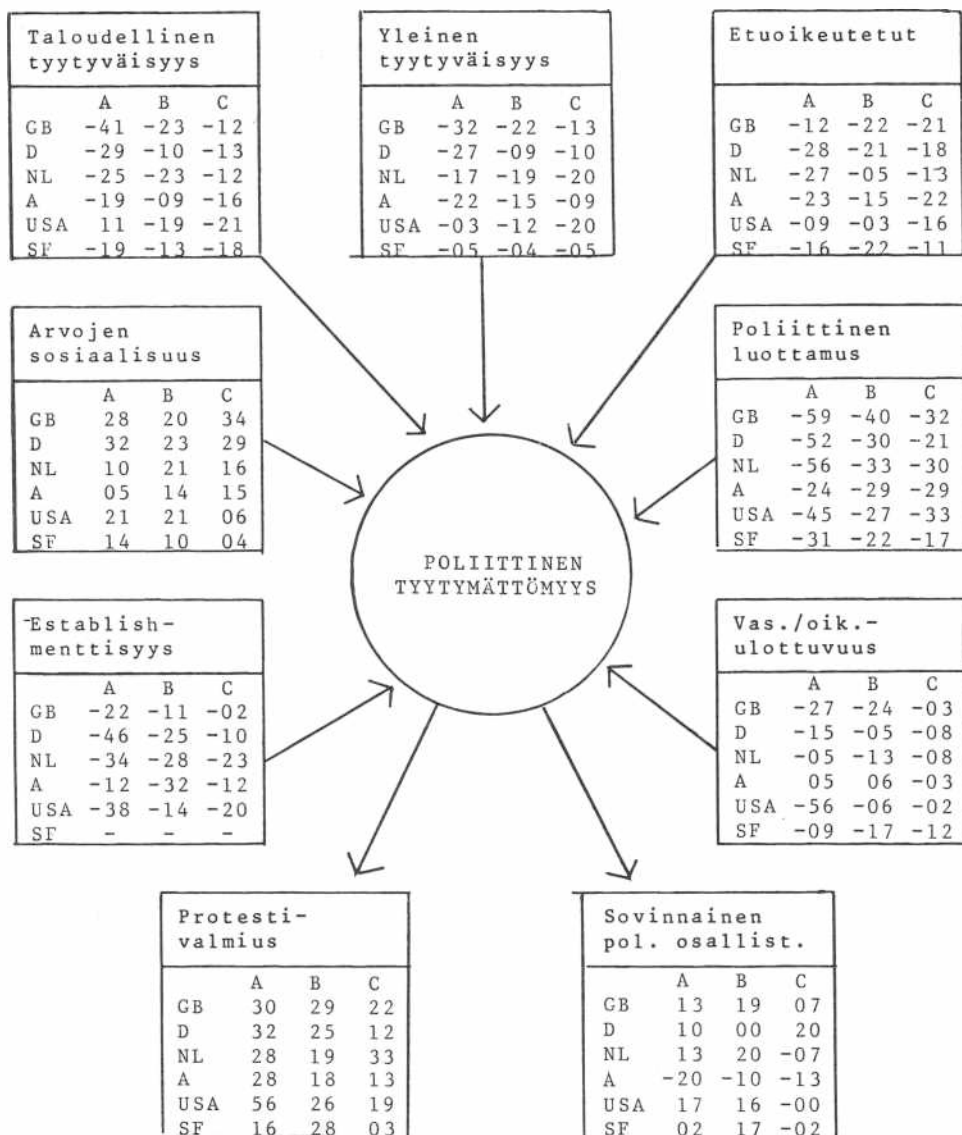 Taloudellinen
tyytyväisyys
A B C
GB -41 -23 -12
D -29 -10 -13
NL -25 -23 -12
A -19 -09 -16
USA 11 -19 -21
SF -19 -13 -18
Yleinen
tyytyväisyys
A B C
GB -32 -22 -13
D -27 -09 -10
NL -17 -19 -20
A -22 -15 -09
USA -03 -12 -20
SF -05 -04 -05
Etuoikeutetut
A B C
GB -12 -22 -21
D -28 -21 -18
NL -27 -05 -13
A -23 -15 -22
USA -09 -03 -16
SF -16 -22 -11
Arvojen
sosiaalisuus
A B C
GB 28 20 34
D 32 23 29
NL 10 21 16
A 05 14 15
USA 21 21 06
SF 14 10 04
Poliittinen
luottamus
A B C
GB -59 -40 -32
D -52 -30 -21
NL -56 -33 -30
A -24 -29 -29
USA -45 -27 -33
SF -31 -22 -17
POLIITTINEN
TYYTYMÄTTÖMYYS
Establish-
menttisyys
A B C
GB -22 -11 -02
D -46 -25 -10
NL -34 -28 -23
A -12 -32 -12
USA -38 -14 -20
SF - - -
Vas./oik.-
ulottuvuus
A B C
GB -27 -24 -03
D -15 -05 -08
NL -05 -13 -08
A 05 06 -03
USA -56 -06 -02
SF -09 -17 -12
Protesti-
valmius
A B C
GB 30 29 22
D 32 25 12
NL 28 19 33
A 28 18 13
USA 56 26 19
SF 16 28 03
Sovinnainen
pol. osallist.
A B C
GB 13 19 07
D 10 00 20
NL 13 20 -07
A -20 -10 -13
USA 17 16 -00
SF 02 17 -02